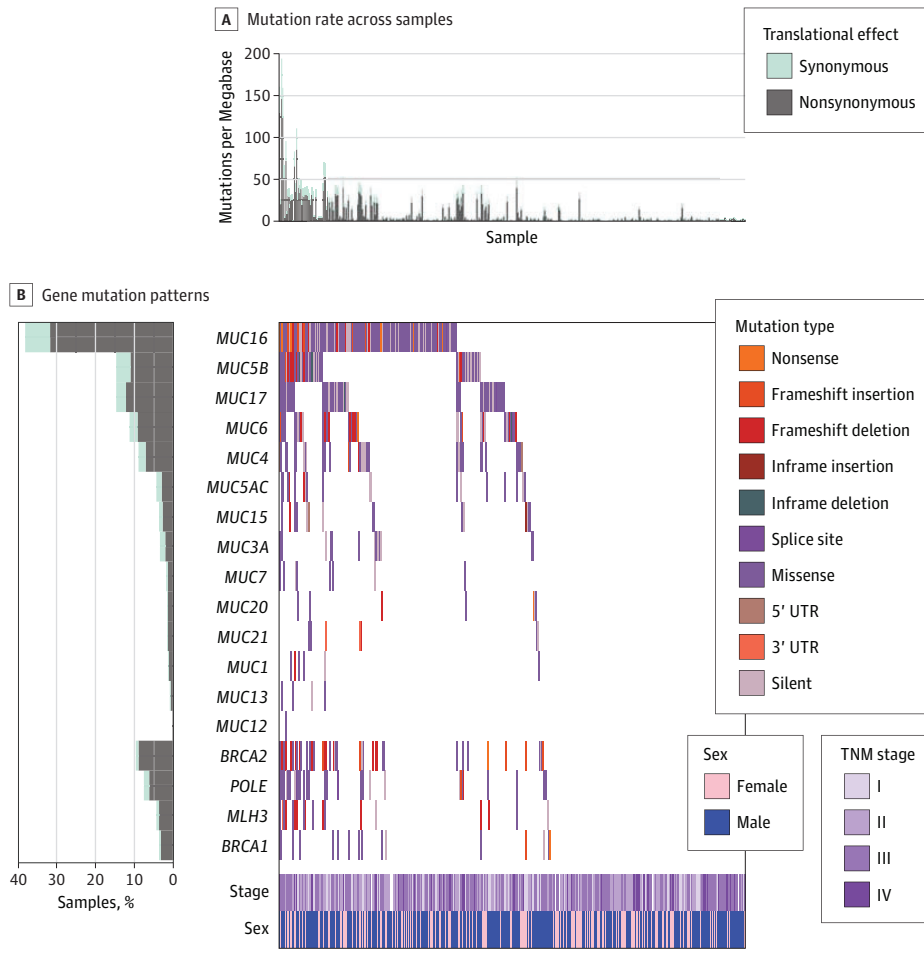 A Mutation rate across samples
Translational effect
Synonymous
Nonsynonymous
Mutations per Megabase
200
150
100
50
0
Sample
B Gene mutation patterns
MUC16
MUC5B
MUC17
MUC6
MUC4
MUC5AC
MUC15
MUC3A
MUC7
MUC20
MUC21
MUC1
MUC13
MUC12
BRCA2
POLE
MLH3
BRCA1
Stage
Sex
40 30 20 10 0
Samples, %
Mutation type
Nonsense
Frameshift insertion
Frameshift deletion
Inframe insertion
Inframe deletion
Splice site
Missense
5' UTR
3' UTR
Silent
Sex
Female
Male
TNM stage
I
II
III
IV